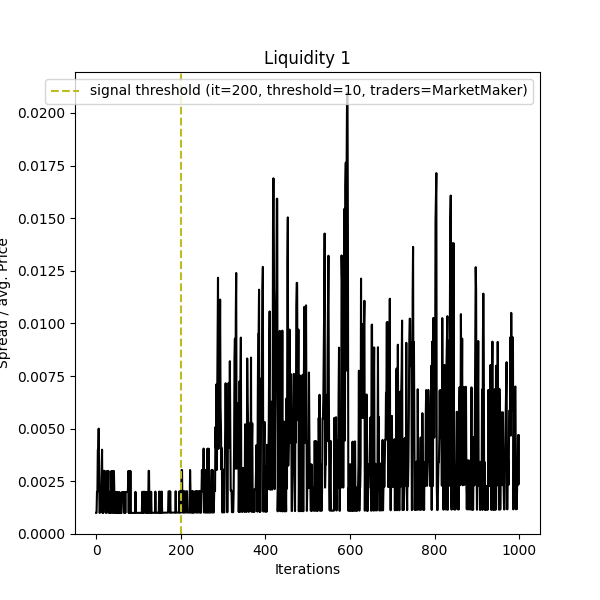 Liquidity 1
signal threshold (it=200, threshold=10, traders=MarketMaker)
Spread / avg. Price
0.0200
0.0175
0.0150
0.0125
0.0100
0.0075
0.0050
0.0025
0.0000
0 200 400 600 800 1000
Iterations